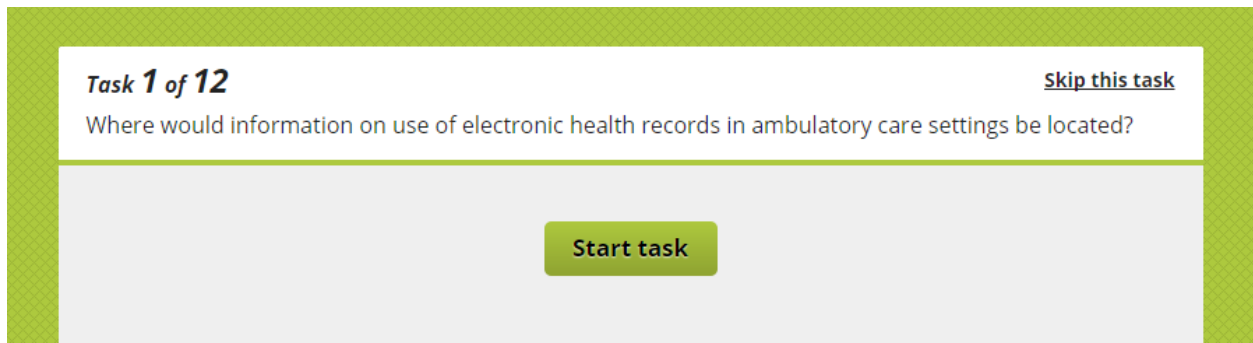 Task 1 of 12
Skip this task
Where would information on use of electronic health records in ambulatory care settings be located?
Start task